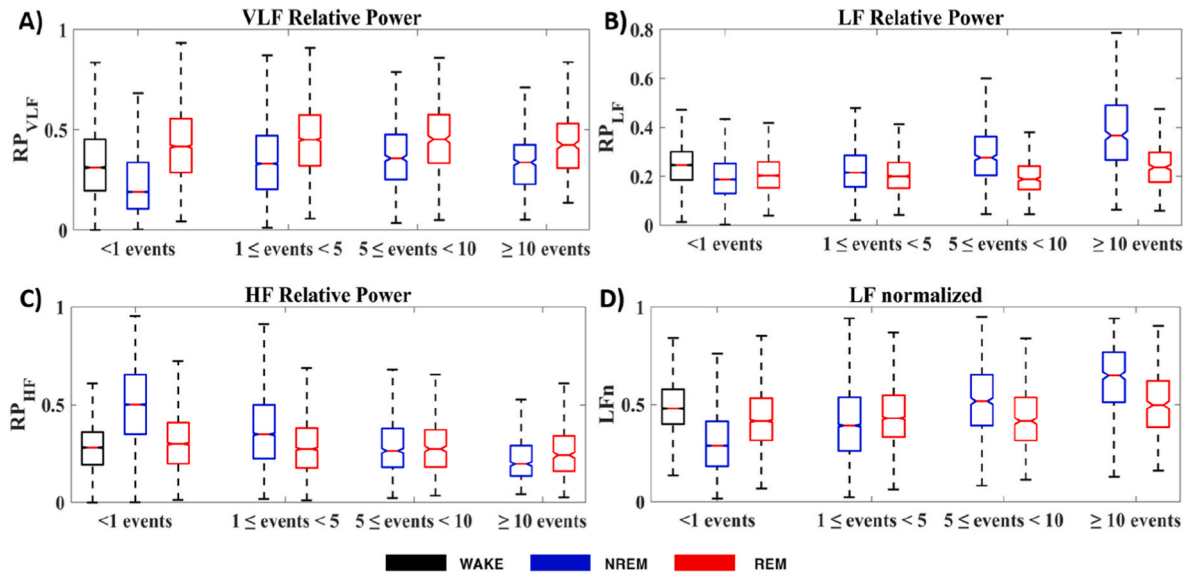 A) VLF Relative Power
1
0.5
0
RP_VLF
<1 events 1 ≤ events < 5 5 ≤ events < 10 ≥ 10 events
B) LF Relative Power
0.8
0.6
0.4
0.2
0
RP_LF
<1 events 1 ≤ events < 5 5 ≤ events < 10 ≥ 10 events
C) HF Relative Power
1
0.5
0
RP_HF
<1 events 1 ≤ events < 5 5 ≤ events < 10 ≥ 10 events
D) LF normalized
1
0.5
0
LFn
<1 events 1 ≤ events < 5 5 ≤ events < 10 ≥ 10 events
WAKE NREM REM